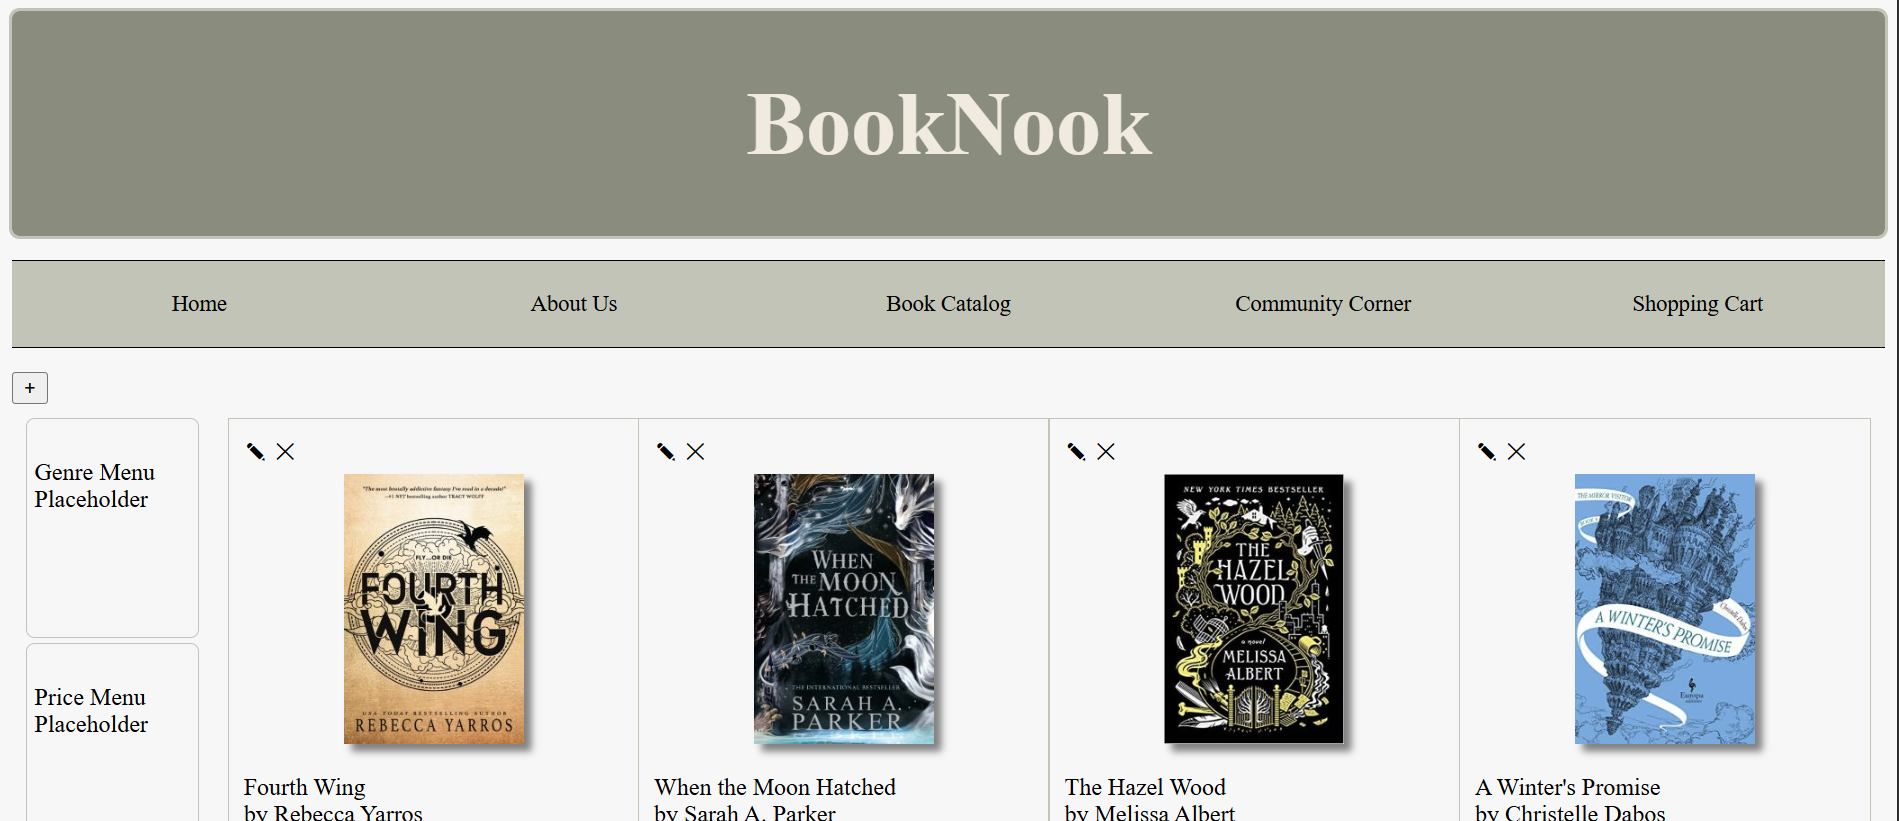 BookNook
Home
About Us
Book Catalog
Community Corner
Shopping Cart
+
Genre Menu
Placeholder
Price Menu
Placeholder
"The most brutally addictive fantasy I've read in a decade!"
—#1 NYT bestselling author TRACY WOLFF
FLY...OR DIE
FOURTH
WING
USA TODAY BESTSELLING AUTHOR
REBECCA YARROS
Fourth Wing
by Rebecca Yarros
WHEN
THE MOON
HATCHED
THE INTERNATIONAL BESTSELLER
SARAH A.
PARKER
When the Moon Hatched
by Sarah A. Parker
NEW YORK TIMES BESTSELLER
THE
HAZEL
WOOD
a novel
MELISSA
ALBERT
The Hazel Wood
by Melissa Albert
THE MIRROR VISITOR
Christelle Dabos
A WINTER'S PROMISE
Europa
editions
A Winter's Promise
by Christelle Dabos